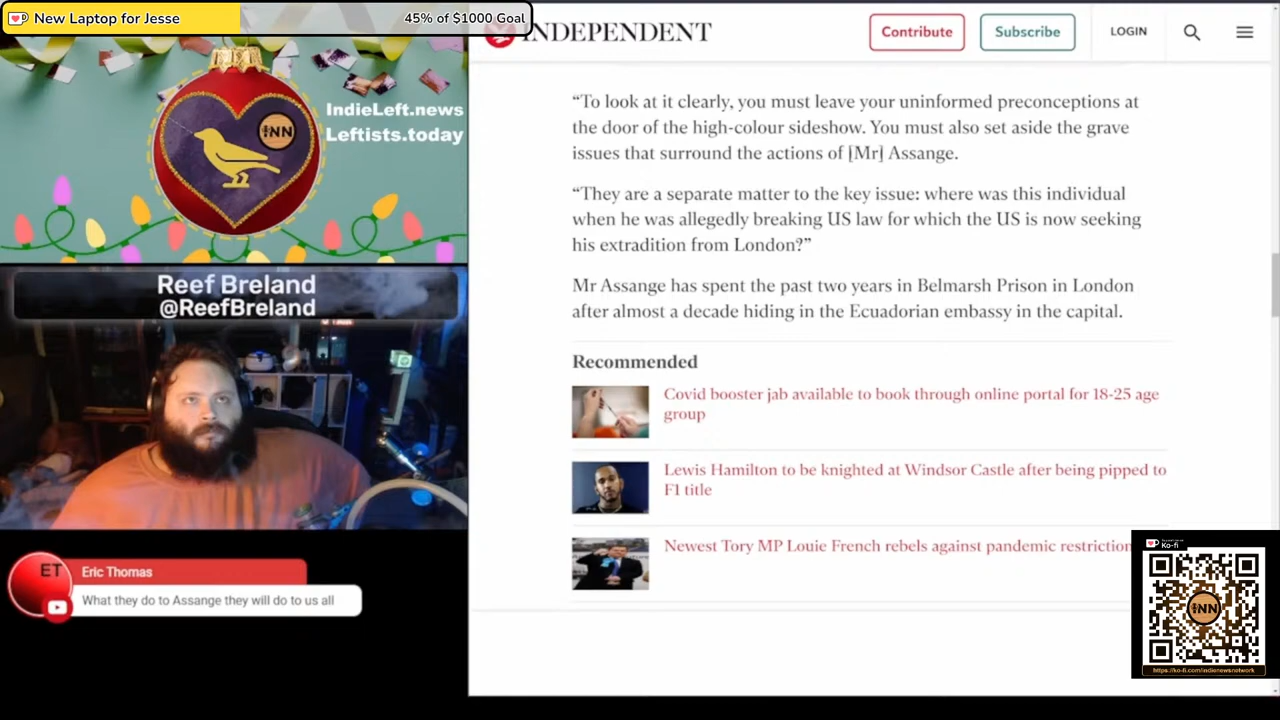 New Laptop for Jesse
45% of $1000 Goal
INN
IndieLeft.news
Leftists.today
Reef Breland
@ReefBreland
ET
Eric Thomas
What they do to Assange they will do to us all
INDEPENDENT
Contribute
Subscribe
LOGIN
“To look at it clearly, you must leave your uninformed preconceptions at
the door of the high-colour sideshow. You must also set aside the grave
issues that surround the actions of [Mr] Assange.
“They are a separate matter to the key issue: where was this individual
when he was allegedly breaking US law for which the US is now seeking
his extradition from London?”
Mr Assange has spent the past two years in Belmarsh Prison in London
after almost a decade hiding in the Ecuadorian embassy in the capital.
Recommended
Covid booster jab available to book through online portal for 18-25 age
group
Lewis Hamilton to be knighted at Windsor Castle after being pipped to
F1 title
Newest Tory MP Louie French rebels against pandemic restriction
Ko-fi
INN
https://ko-fi.com/indienewsnetwork